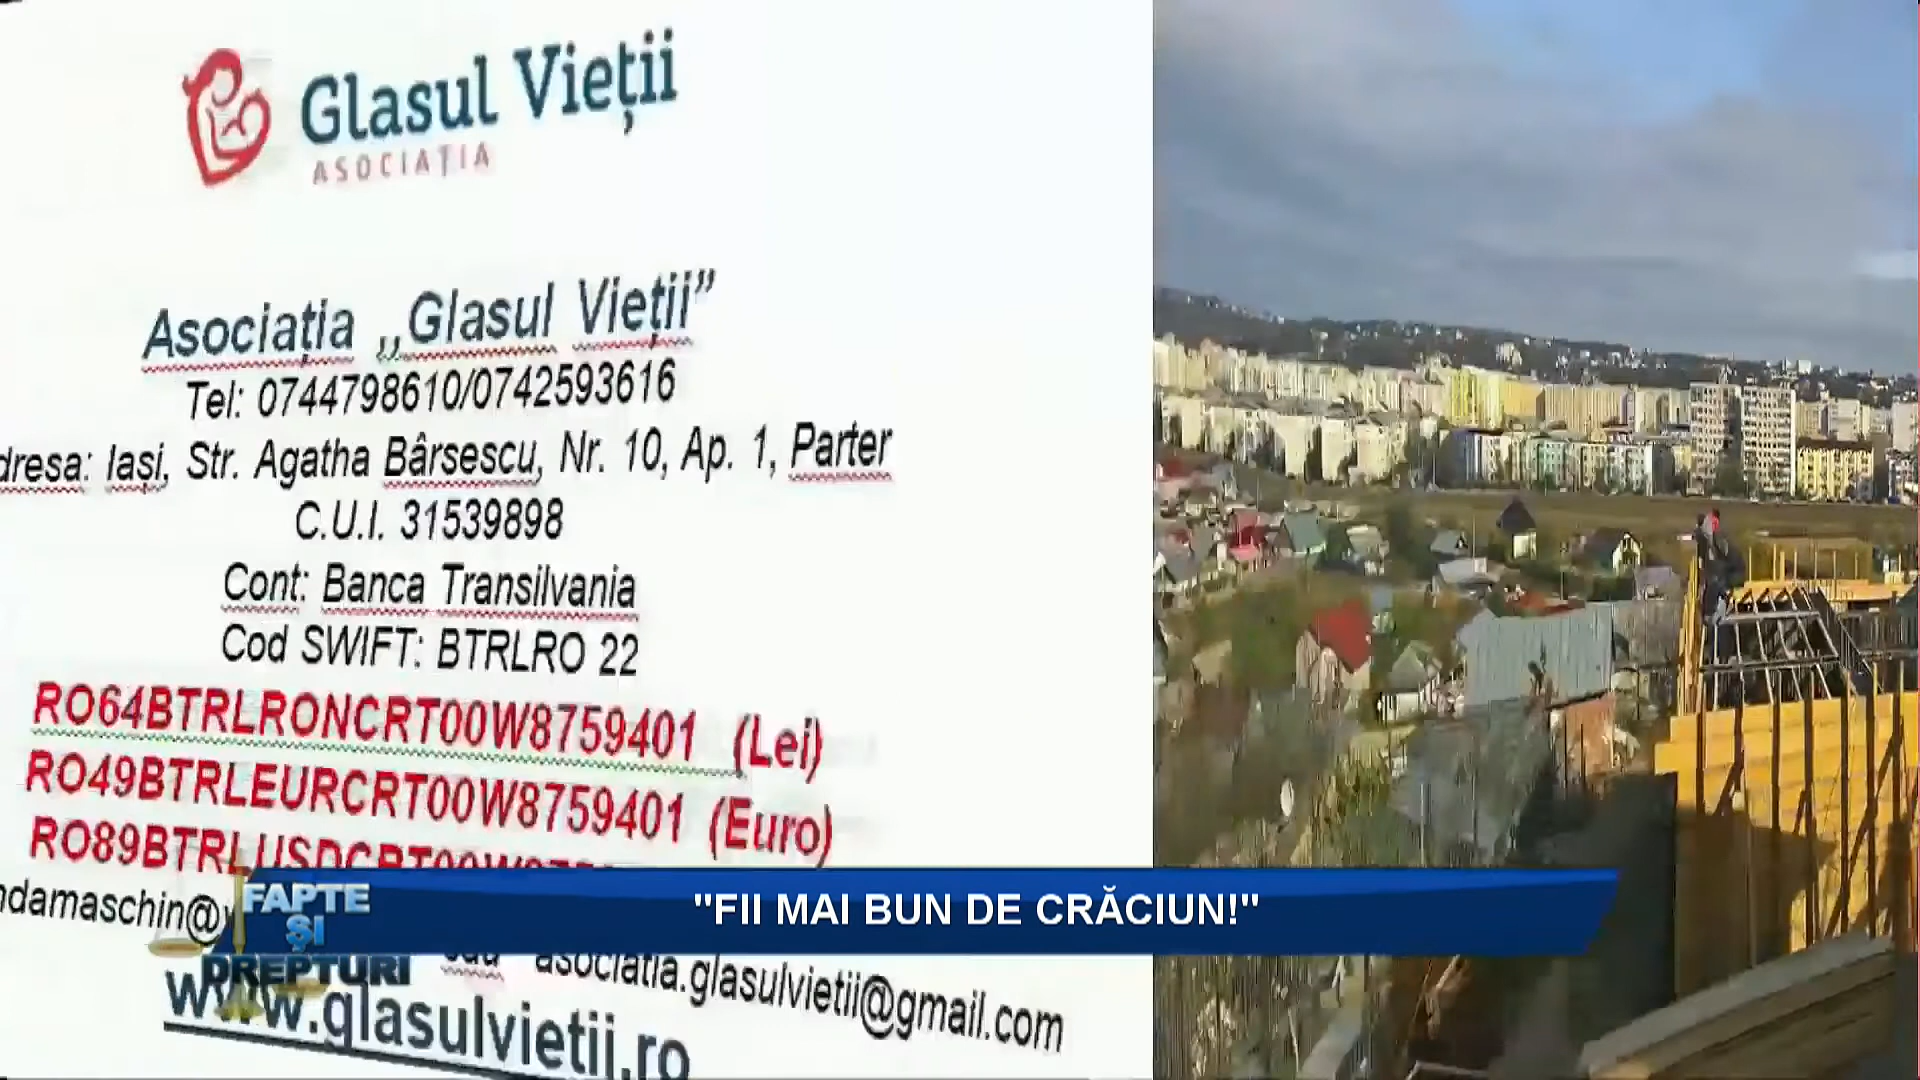 Glasul Vieții
ASOCIAȚIA
Asociația ,,Glasul Vieții”
Tel: 0744798610/0742593616
dresa: Iași, Str. Agatha Bârsescu, Nr. 10, Ap. 1, Parter
C.U.I. 31539898
Cont: Banca Transilvania
Cod SWIFT: BTRLRO 22
RO64BTRLRONCRT00W8759401 (Lei)
RO49BTRLEURCRT00W8759401 (Euro)
ndamaschin@y
sau asociatia.glasulvietii@gmail.com
www.glasulvietii.ro
FAPTE
ȘI
DREPTURI
"FII MAI BUN DE CRĂCIUN!"